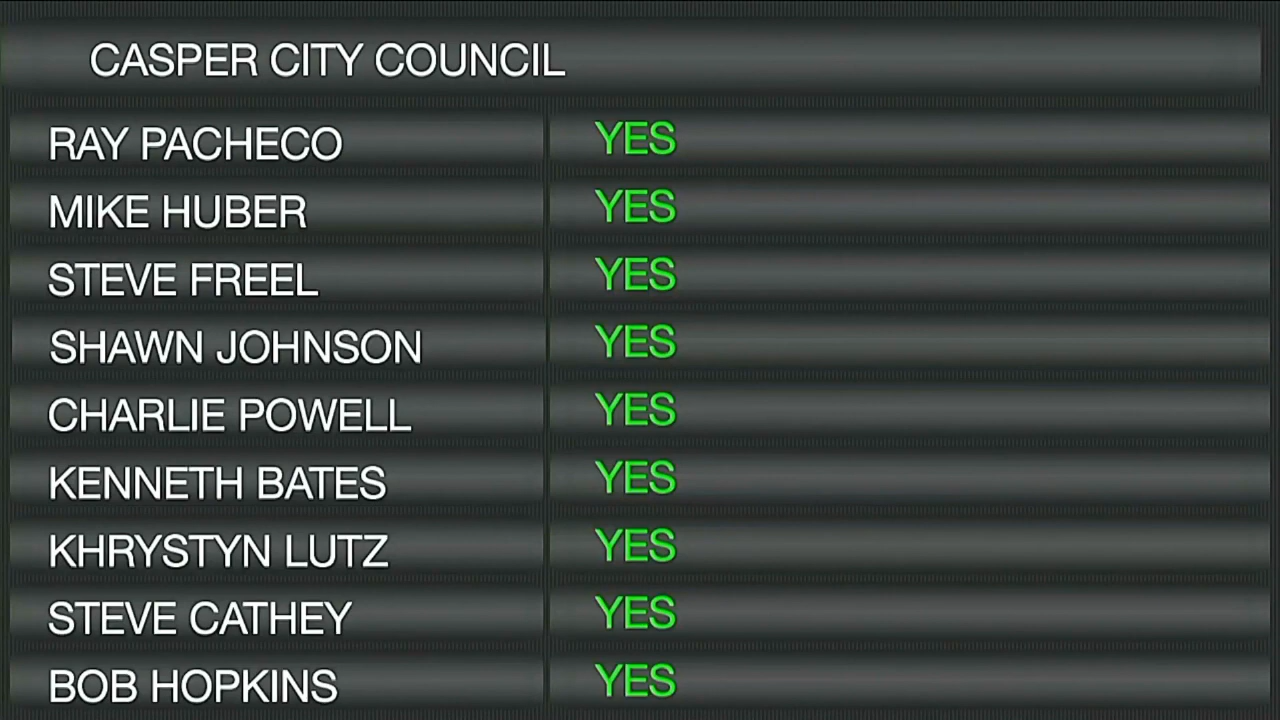 CASPER CITY COUNCIL
RAY PACHECO YES
MIKE HUBER YES
STEVE FREEL YES
SHAWN JOHNSON YES
CHARLIE POWELL YES
KENNETH BATES YES
KHRYSTYN LUTZ YES
STEVE CATHEY YES
BOB HOPKINS YES